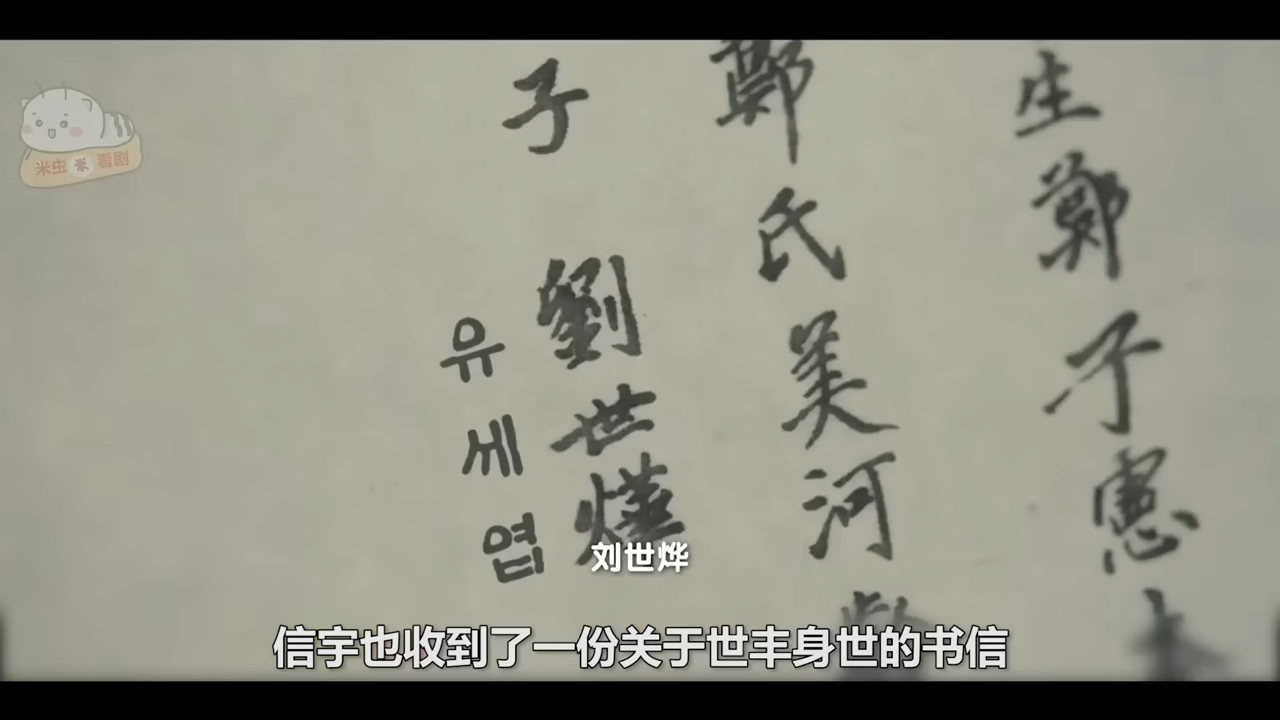 生鄭子憲
鄭氏美河
子 劉世燁
유세엽
米虫 米 看剧
刘世烨
信宇也收到了一份关于世丰身世的书信